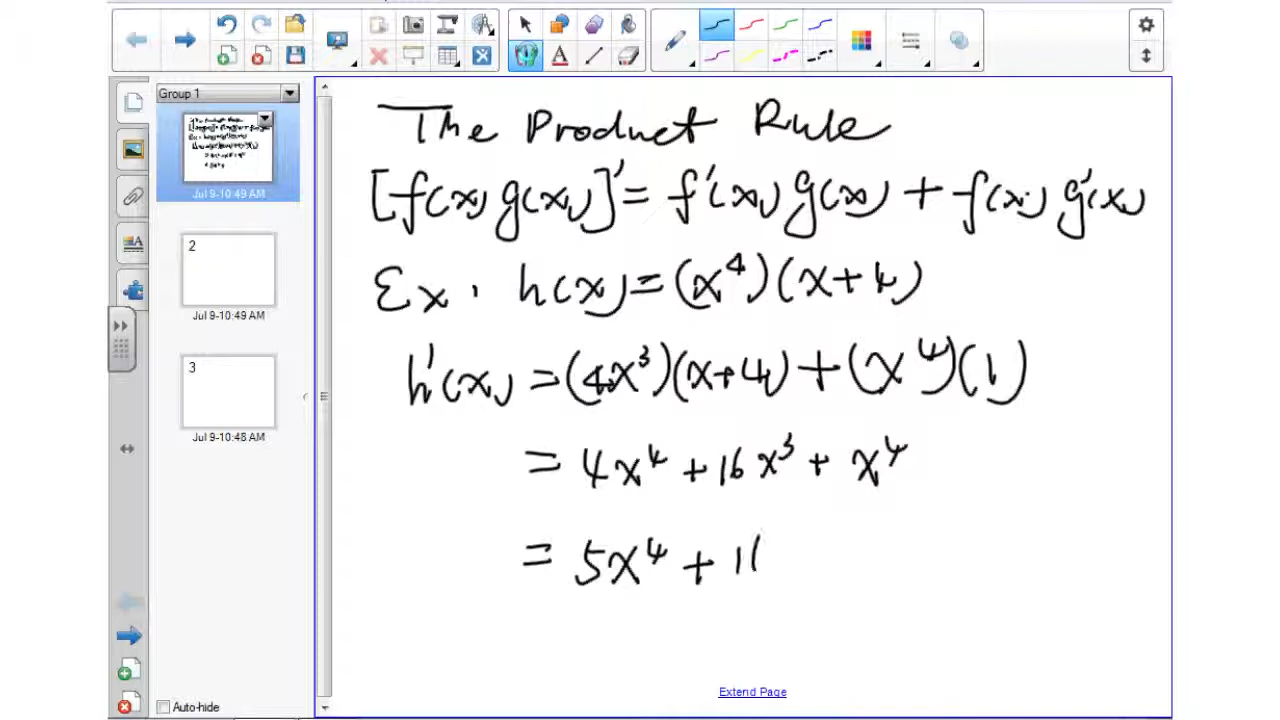 Group 1
Jul 9-10:49 AM
2
Jul 9-10:49 AM
3
Jul 9-10:48 AM
Auto-hide
The Product Rule
[f(x) g(x)]' = f'(x) g(x) + f(x) g'(x)
Ex. h(x) = (x⁴)(x+4)
h'(x) = (4x³)(x+4) + (x⁴)(1)
= 4x⁴ + 16x³ + x⁴
= 5x⁴ + 1
Extend Page